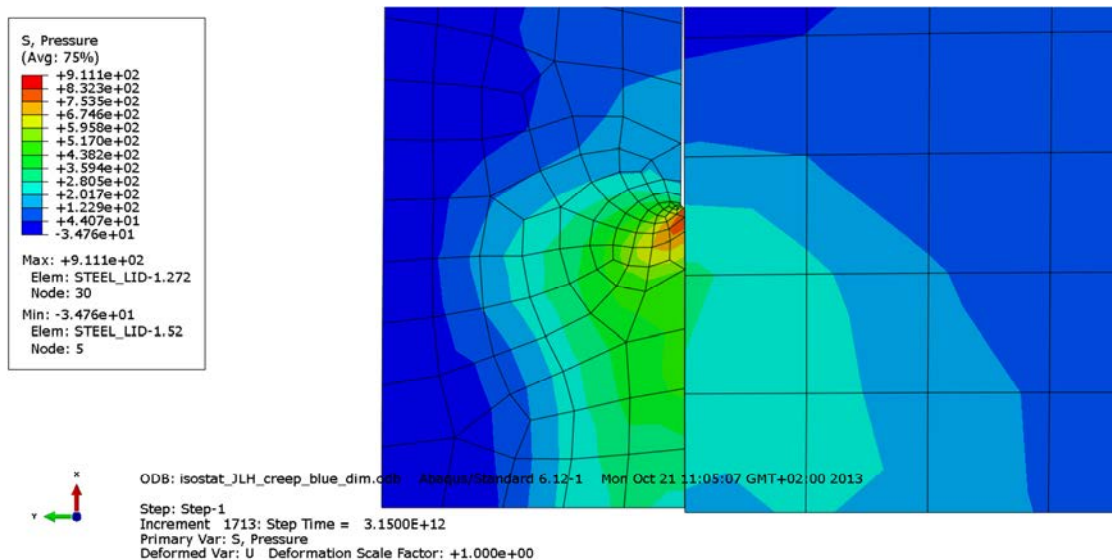 S, Pressure
(Avg: 75%)
+9.111e+02
+8.323e+02
+7.535e+02
+6.746e+02
+5.958e+02
+5.170e+02
+4.382e+02
+3.594e+02
+2.805e+02
+2.017e+02
+1.229e+02
+4.407e+01
-3.476e+01
Max: +9.111e+02
Elem: STEEL_LID-1.272
Node: 30
Min: -3.476e+01
Elem: STEEL_LID-1.52
Node: 5
X
Y
ODB: isostat_JLH_creep_blue_dim.odb Abaqus/Standard 6.12-1 Mon Oct 21 11:05:07 GMT+02:00 2013
Step: Step-1
Increment 1713: Step Time = 3.1500E+12
Primary Var: S, Pressure
Deformed Var: U Deformation Scale Factor: +1.000e+00